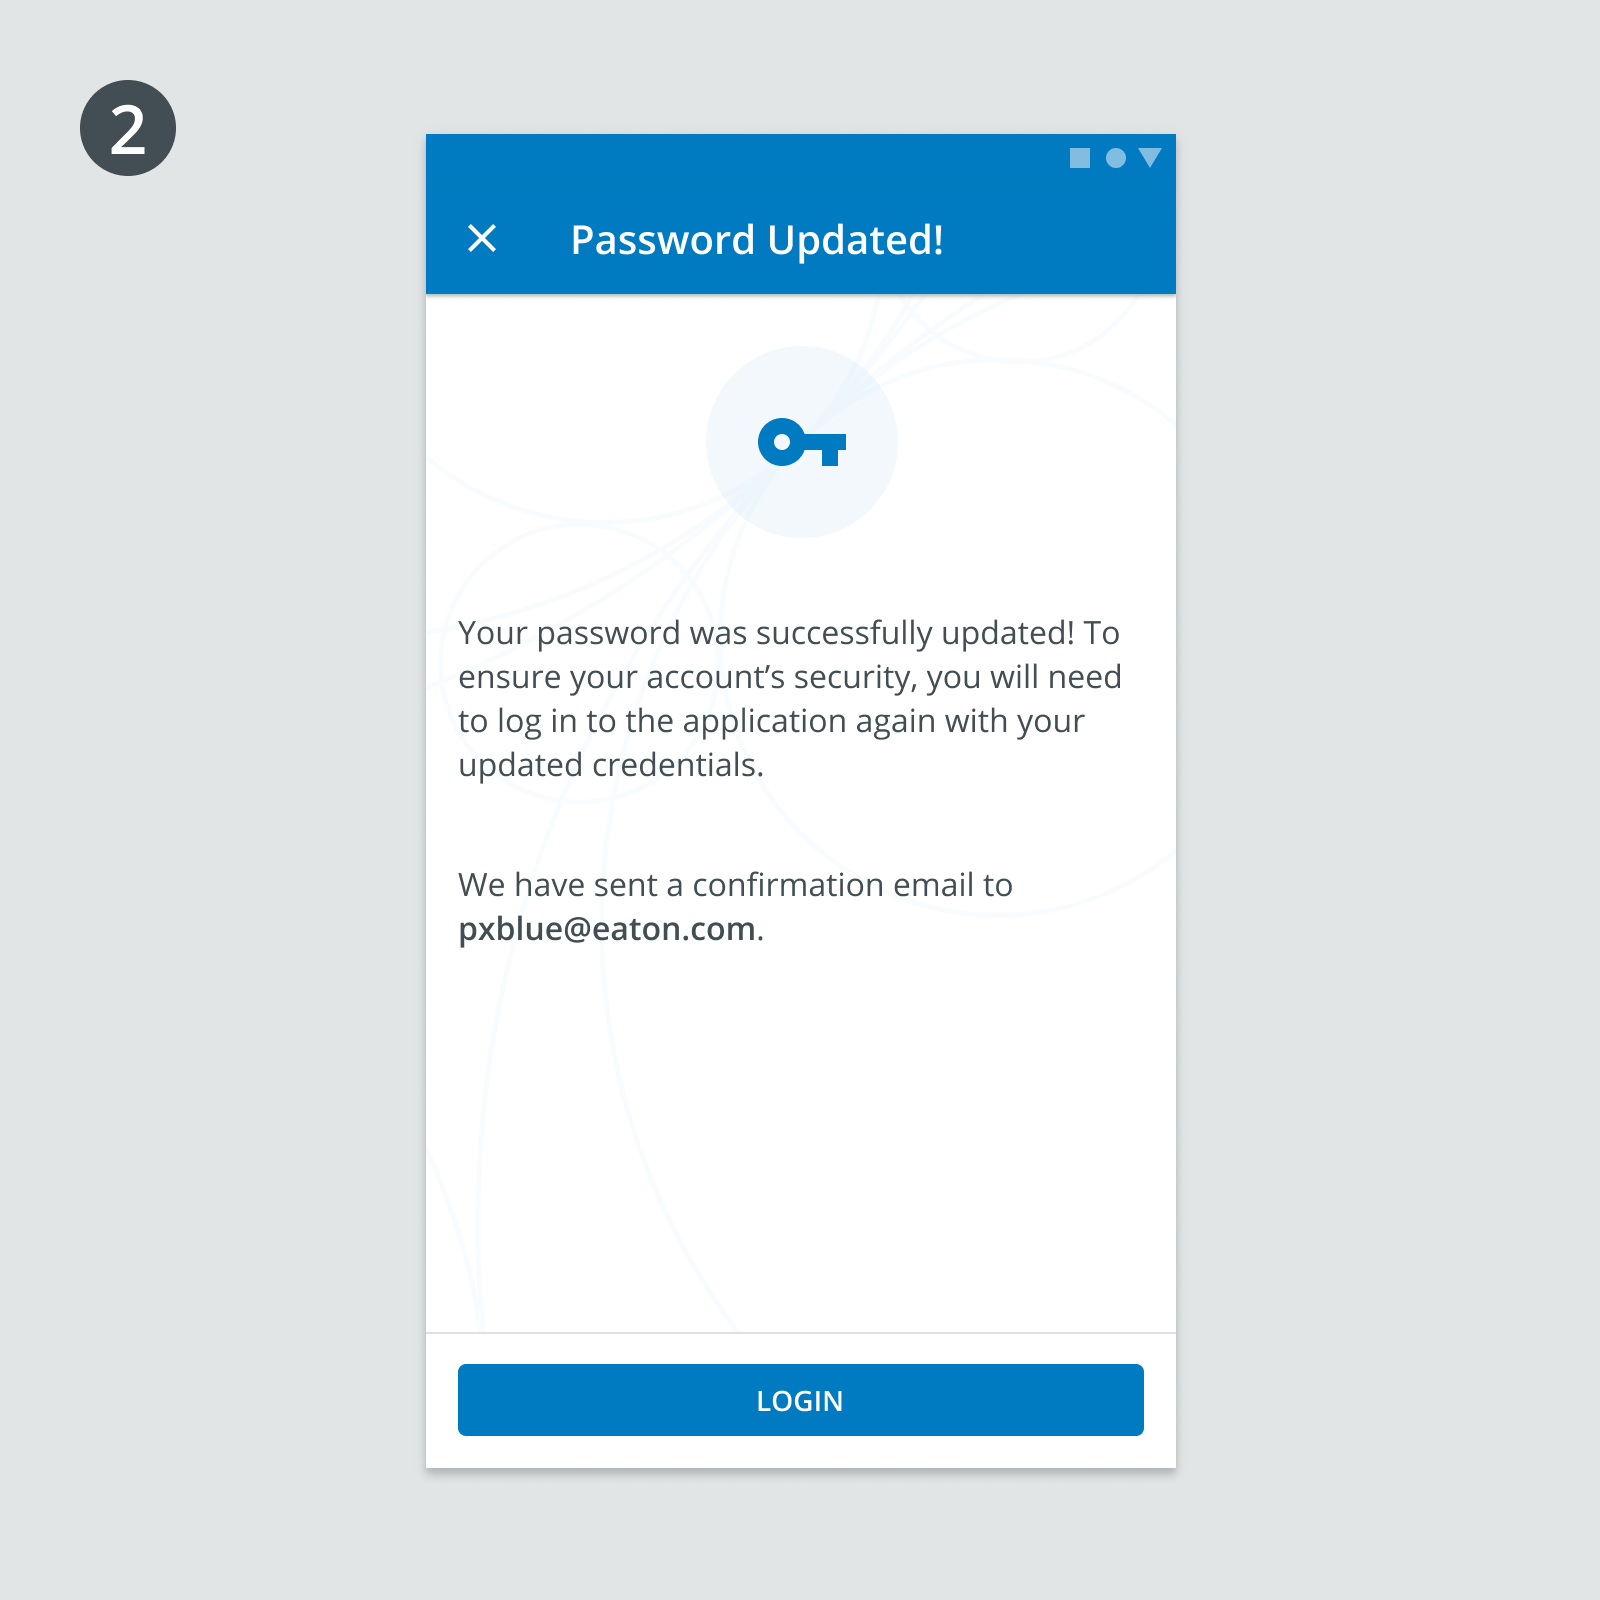 2
Password Updated!
Your password was successfully updated! To
ensure your account’s security, you will need
to log in to the application again with your
updated credentials.
We have sent a confirmation email to
pxblue@eaton.com.
LOGIN